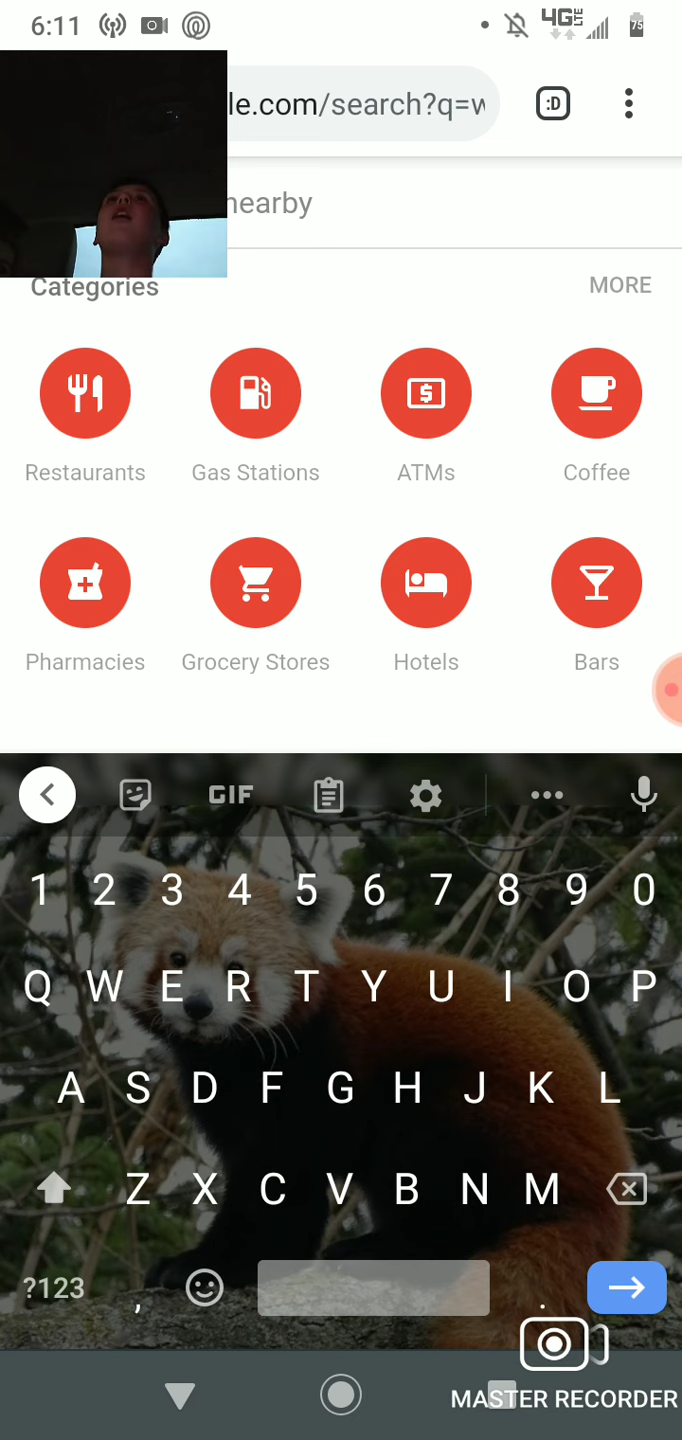 6:11 4G LTE 75
le.com/search?q=w :D
nearby
Categories MORE
Restaurants Gas Stations ATMs Coffee
Pharmacies Grocery Stores Hotels Bars
GIF
1 2 3 4 5 6 7 8 9 0
Q W E R T Y U I O P
A S D F G H J K L
Z X C V B N M
?123 , .
MASTER RECORDER